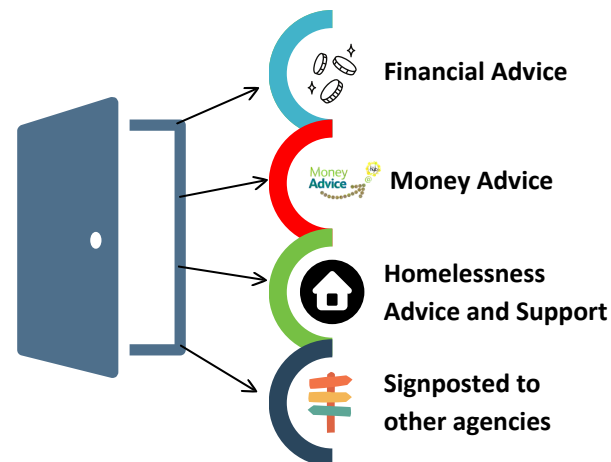 Financial Advice
Money
Advice
Money Advice
Homelessness
Advice and Support
Signposted to
other agencies